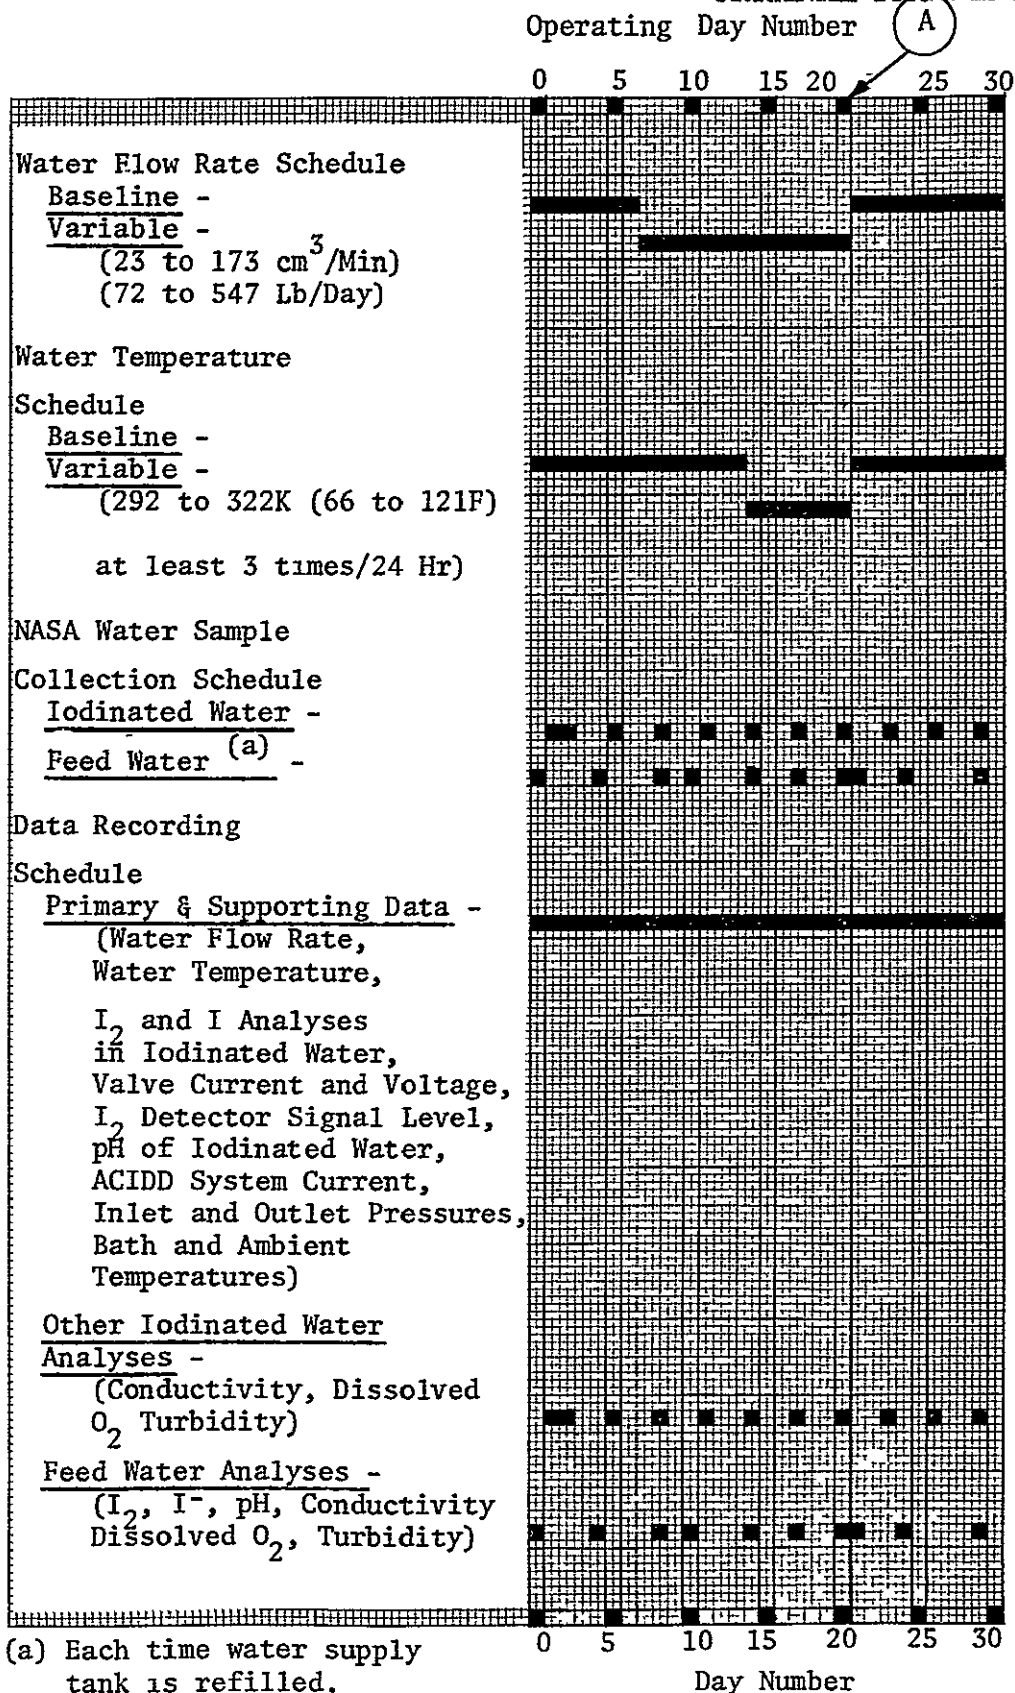 Operating Day Number A
0 5 10 15 20 25 30
Water Flow Rate Schedule
Baseline -
Variable -
(23 to 173 cm3/Min)
(72 to 547 Lb/Day)
Water Temperature
Schedule
Baseline -
Variable -
(292 to 322K (66 to 121F)
at least 3 times/24 Hr)
NASA Water Sample
Collection Schedule
Iodinated Water -
Feed Water (a) -
Data Recording
Schedule
Primary & Supporting Data -
(Water Flow Rate,
Water Temperature,
I2 and I Analyses
in Iodinated Water,
Valve Current and Voltage,
I2 Detector Signal Level,
pH of Iodinated Water,
ACIDD System Current,
Inlet and Outlet Pressures,
Bath and Ambient
Temperatures)
Other Iodinated Water
Analyses -
(Conductivity, Dissolved
O2 Turbidity)
Feed Water Analyses -
(I2, I-, pH, Conductivity
Dissolved O2, Turbidity)
0 5 10 15 20 25 30
(a) Each time water supply
tank is refilled.
Day Number